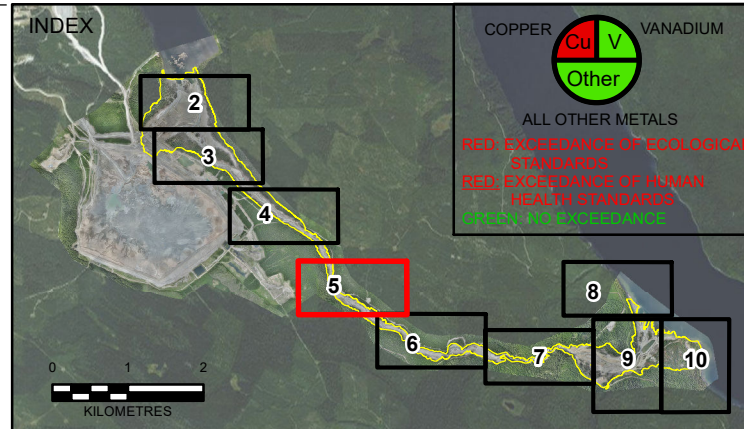 INDEX
COPPER
VANADIUM
Cu
V
Other
ALL OTHER METALS
RED: EXCEEDANCE OF ECOLOGICAL
STANDARDS
RED: EXCEEDANCE OF HUMAN
HEALTH STANDARDS
GREEN: NO EXCEEDANCE
2
3
4
5
6
7
8
9
10
0 1 2
KILOMETRES